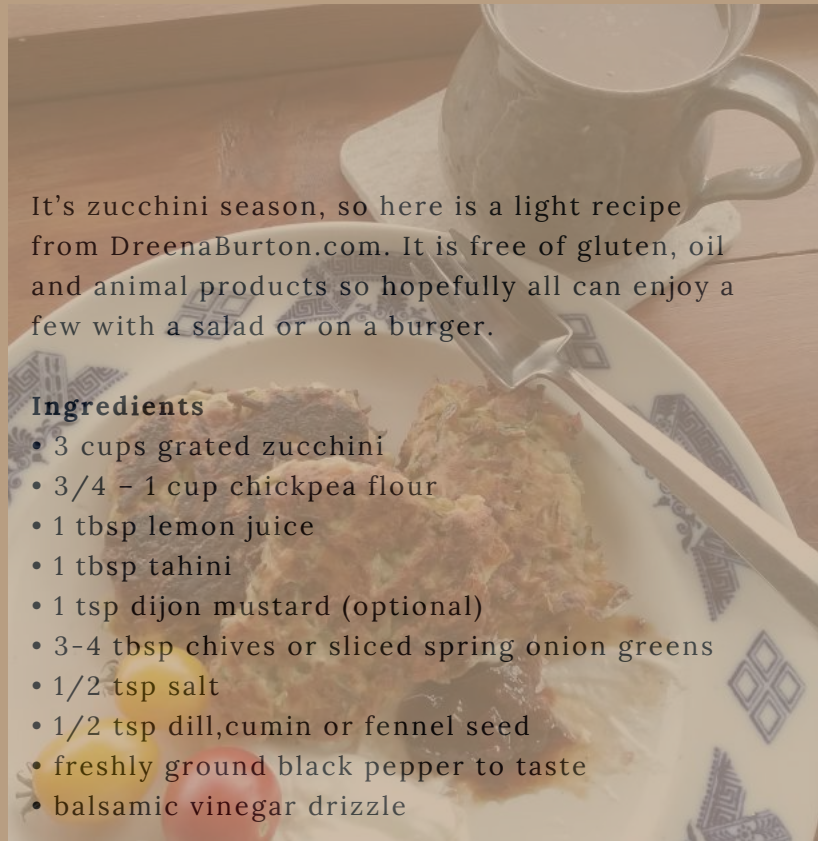 It’s zucchini season, so here is a light recipe
from DreenaBurton.com. It is free of gluten, oil
and animal products so hopefully all can enjoy a
few with a salad or on a burger.
Ingredients
• 3 cups grated zucchini
• 3/4 – 1 cup chickpea flour
• 1 tbsp lemon juice
• 1 tbsp tahini
• 1 tsp dijon mustard (optional)
• 3-4 tbsp chives or sliced spring onion greens
• 1/2 tsp salt
• 1/2 tsp dill,cumin or fennel seed
• freshly ground black pepper to taste
• balsamic vinegar drizzle